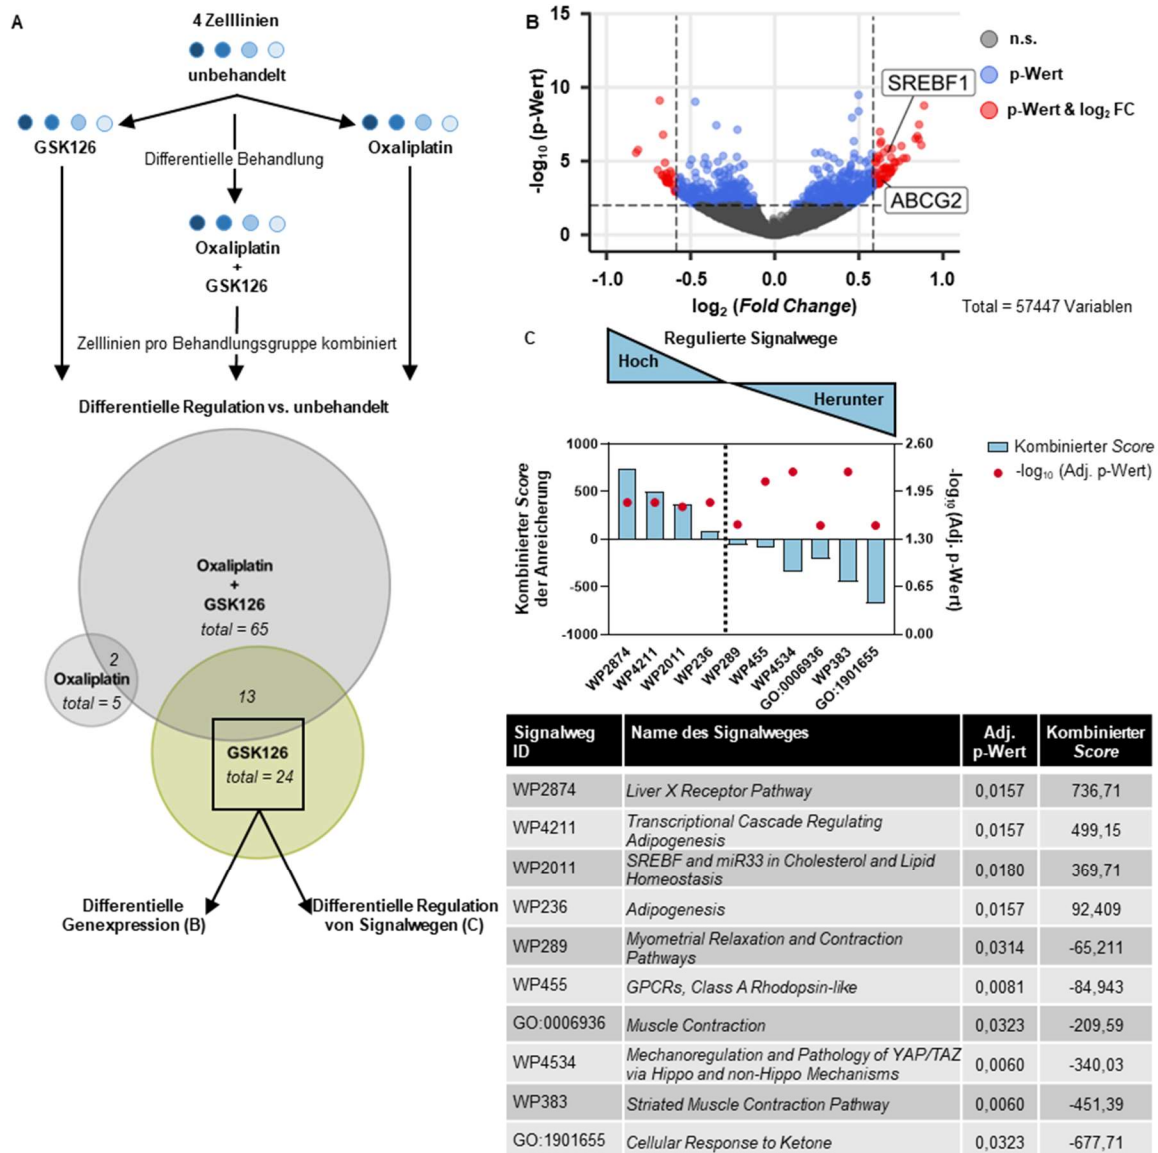 A
4 Zelllinien
unbehandelt
GSK126
Differentielle Behandlung
Oxaliplatin
Oxaliplatin
+
GSK126
Zelllinien pro Behandlungsgruppe kombiniert
Differentielle Regulation vs. unbehandelt
Oxaliplatin
+
GSK126
total = 65
2
Oxaliplatin
total = 5
13
GSK126
total = 24
Differentielle
Genexpression (B)
Differentielle Regulation
von Signalwegen (C)
B
-log10 (p-Wert)
15
10
5
0
-1.0 -0.5 0.0 0.5 1.0
log2 (Fold Change)
SREBF1
ABCG2
n.s.
p-Wert
p-Wert & log2 FC
Total = 57447 Variablen
C
Regulierte Signalwege
Hoch
Herunter
Kombinierter Score
der Anreicherung
1000
500
0
-500
-1000
2.60
1.95
1.30
0.65
0.00
-log10 (Adj. p-Wert)
Kombinierter Score
-log10 (Adj. p-Wert)
WP2874
WP4211
WP2011
WP236
WP289
WP455
WP4534
GO:0006936
WP383
GO:1901655
Signalweg ID Name des Signalweges Adj. p-Wert Kombinierter Score
WP2874 Liver X Receptor Pathway 0,0157 736,71
WP4211 Transcriptional Cascade Regulating Adipogenesis 0,0157 499,15
WP2011 SREBF and miR33 in Cholesterol and Lipid Homeostasis 0,0180 369,71
WP236 Adipogenesis 0,0157 92,409
WP289 Myometrial Relaxation and Contraction Pathways 0,0314 -65,211
WP455 GPCRs, Class A Rhodopsin-like 0,0081 -84,943
GO:0006936 Muscle Contraction 0,0323 -209,59
WP4534 Mechanoregulation and Pathology of YAP/TAZ via Hippo and non-Hippo Mechanisms 0,0060 -340,03
WP383 Striated Muscle Contraction Pathway 0,0060 -451,39
GO:1901655 Cellular Response to Ketone 0,0323 -677,71